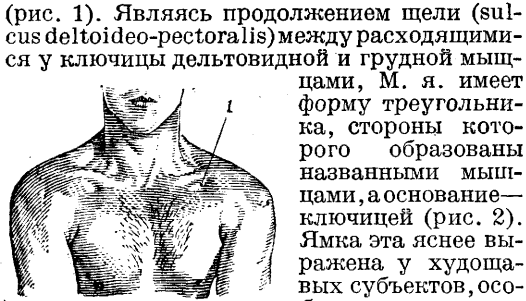 (рис. 1). Являясь продолжением щели (sul-
cus deltoideo-pectoralis) между расходящими-
ся у ключицы дельтовидной и грудной мыш-
цами, М. я. имеет
форму треугольни-
ка, стороны кото-
рого образованы
названными мыш-
цами, а основание—
ключицей (рис. 2).
Ямка эта яснее вы-
ражена у худоща-
вых субъектов, осо-
1